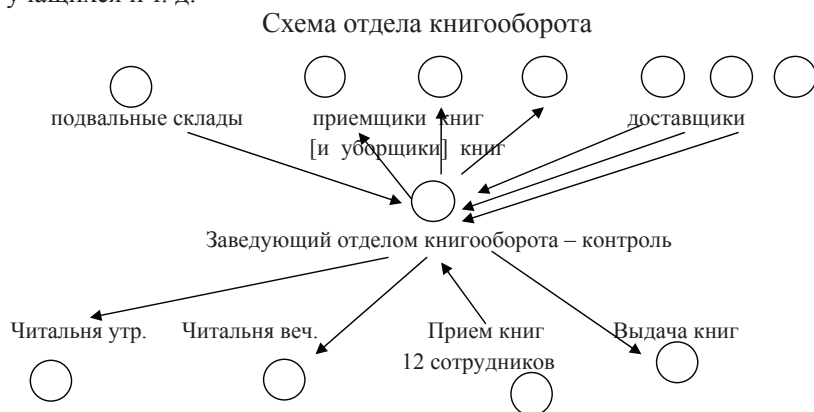 учащихся и т. д.
Схема отдела книгооборота
подвальные склады приемщики книг доставщики
[и уборщики] книг
Заведующий отделом книгооборота – контроль
Читальня утр. Читальня веч. Прием книг Выдача книг
12 сотрудников